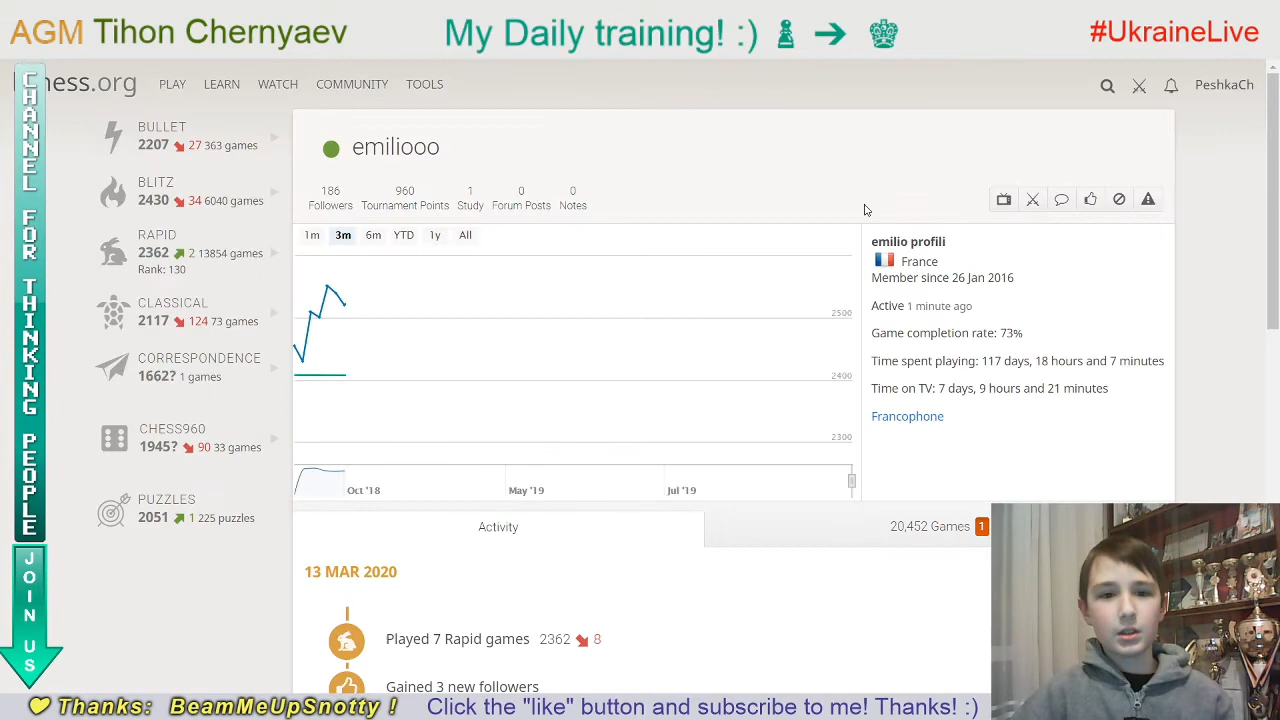 AGM Tihon Chernyaev
My Daily training! :)
#UkraineLive
CHANNEL FOR THINKING PEOPLE
JOIN US
hess.org
PLAY
LEARN
WATCH
COMMUNITY
TOOLS
PeshkaCh
BULLET
2207 27 363 games
BLITZ
2430 34 6040 games
RAPID
2362 2 13854 games
Rank: 130
CLASSICAL
2117 124 73 games
CORRESPONDENCE
1662? 1 games
CHESS960
1945? 90 33 games
PUZZLES
2051 1 225 puzzles
emiliooo
186 960 1 0 0
Followers Tournament Points Study Forum Posts Notes
1m 3m 6m YTD 1y All
2500
2400
2300
Oct '18 May '19 Jul '19
emilio profili
France
Member since 26 Jan 2016
Active 1 minute ago
Game completion rate: 73%
Time spent playing: 117 days, 18 hours and 7 minutes
Time on TV: 7 days, 9 hours and 21 minutes
Francophone
Activity
20,452 Games 1
13 MAR 2020
Played 7 Rapid games 2362 8
Gained 3 new followers
Thanks: BeamMeUpSnotty !
Click the "like" button and subscribe to me! Thanks! :)